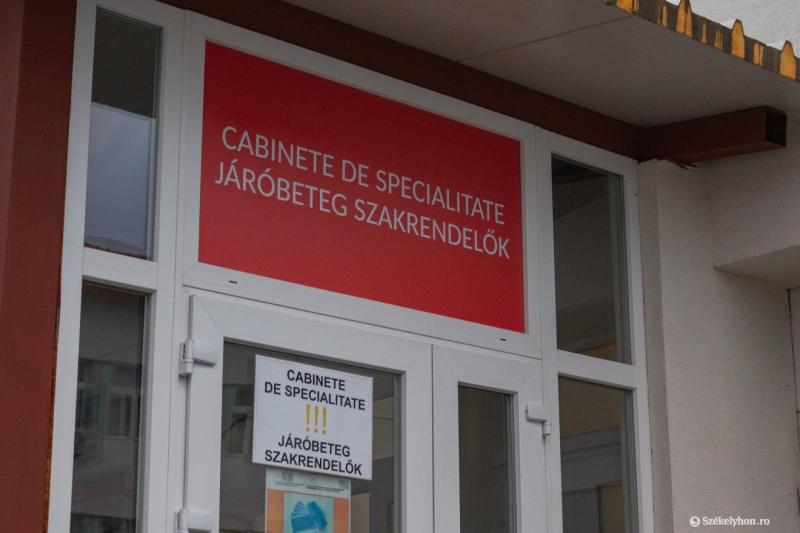 CABINETE DE SPECIALITATE
JÁRÓBETEG SZAKRENDELŐK
CABINETE
DE SPECIALITATE
!!!
JÁRÓBETEG
SZAKRENDELŐK
Székelyhon.ro